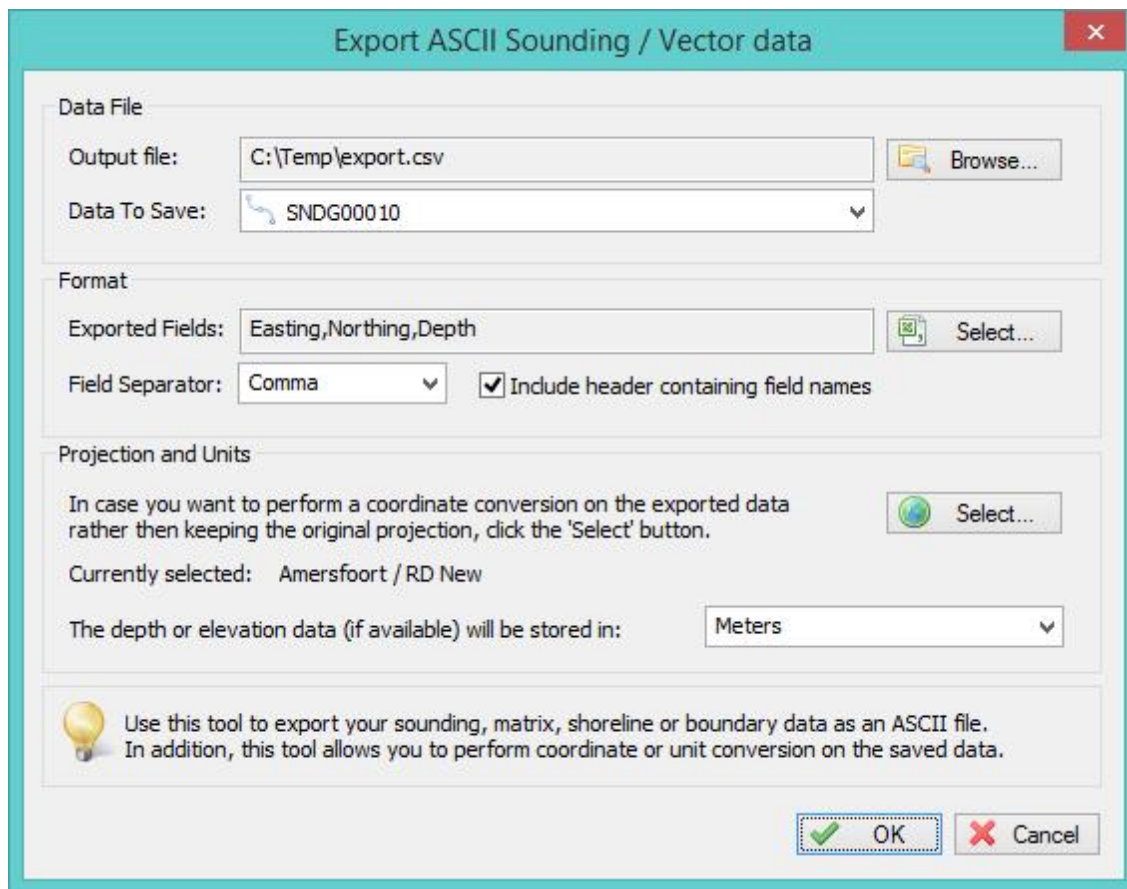 Export ASCII Sounding / Vector data
Data File
Output file: C:\Temp\export.csv Browse...
Data To Save: SNDG00010
Format
Exported Fields: Easting,Northing,Depth Select...
Field Separator: Comma Include header containing field names
Projection and Units
In case you want to perform a coordinate conversion on the exported data
rather then keeping the original projection, click the 'Select' button.
Select...
Currently selected: Amersfoort / RD New
The depth or elevation data (if available) will be stored in: Meters
Use this tool to export your sounding, matrix, shoreline or boundary data as an ASCII file.
In addition, this tool allows you to perform coordinate or unit conversion on the saved data.
OK Cancel